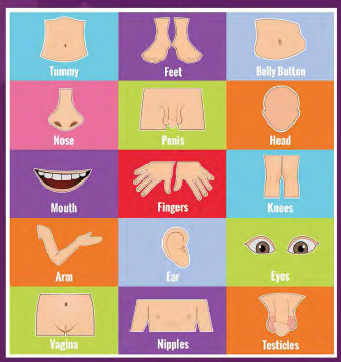 Tummy
Feet
Belly Button
Nose
Penis
Head
Mouth
Fingers
Knees
Arm
Ear
Eyes
Vagina
Nipples
Testicles